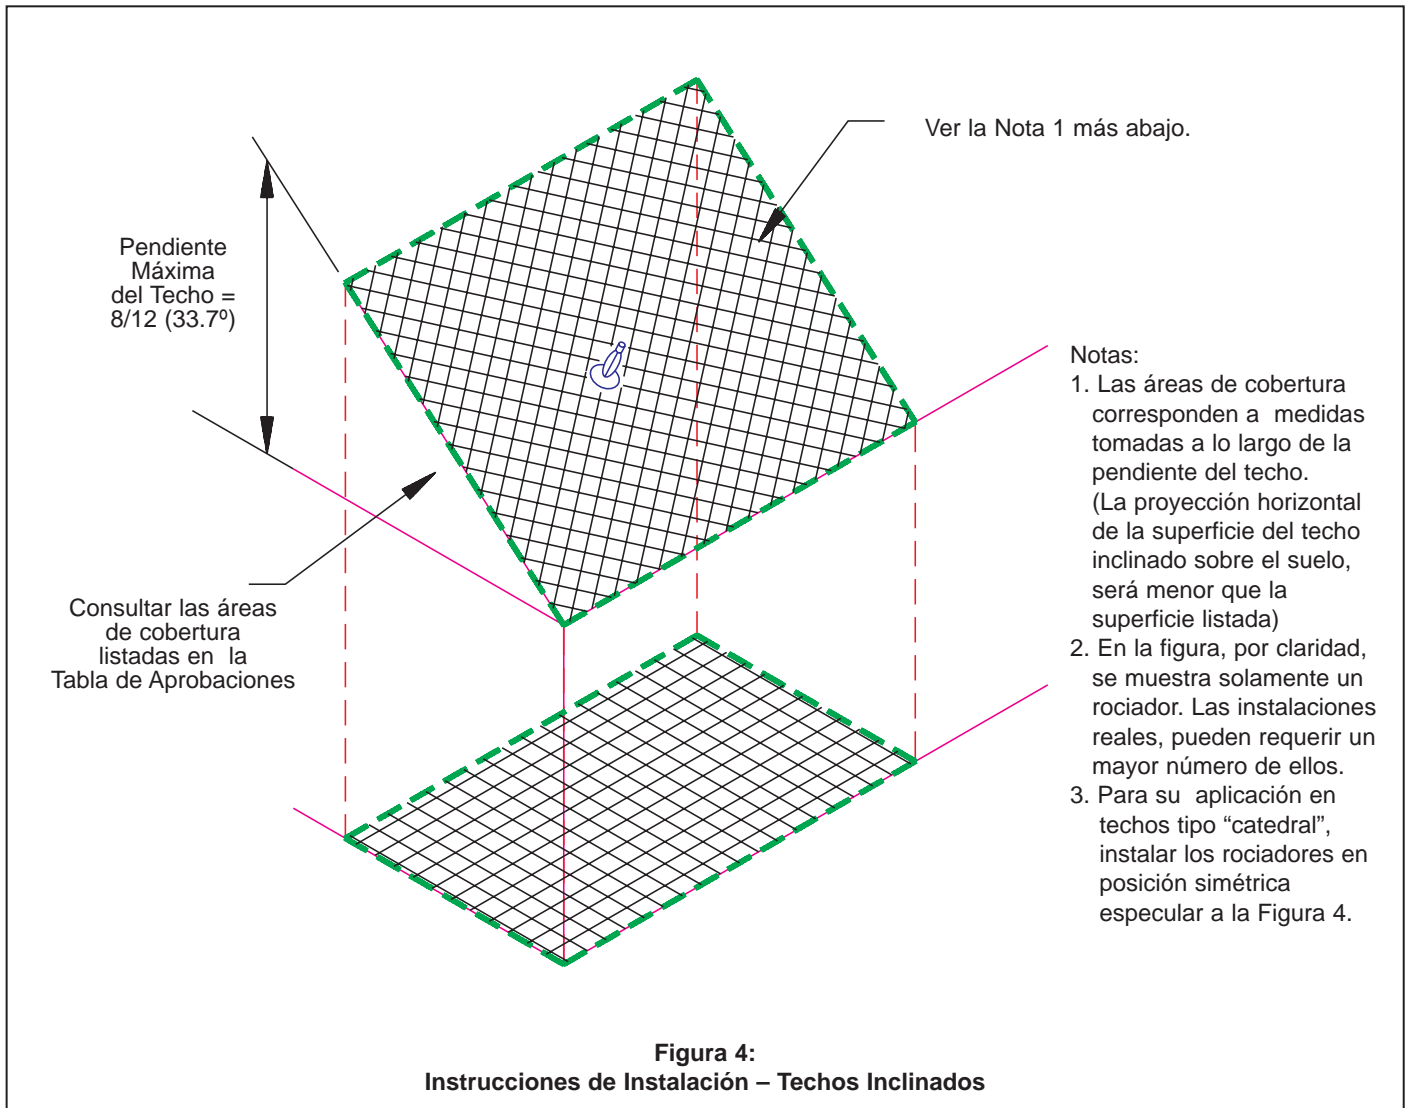 Ver la Nota 1 más abajo.
Pendiente
Máxima
del Techo =
8/12 (33.7º)
Consultar las áreas
de cobertura
listadas en la
Tabla de Aprobaciones
Notas:
1. Las áreas de cobertura
corresponden a medidas
tomadas a lo largo de la
pendiente del techo.
(La proyección horizontal
de la superficie del techo
inclinado sobre el suelo,
será menor que la
superficie listada)
2. En la figura, por claridad,
se muestra solamente un
rociador. Las instalaciones
reales, pueden requerir un
mayor número de ellos.
3. Para su aplicación en
techos tipo “catedral”,
instalar los rociadores en
posición simétrica
especular a la Figura 4.
Figura 4:
Instrucciones de Instalación – Techos Inclinados